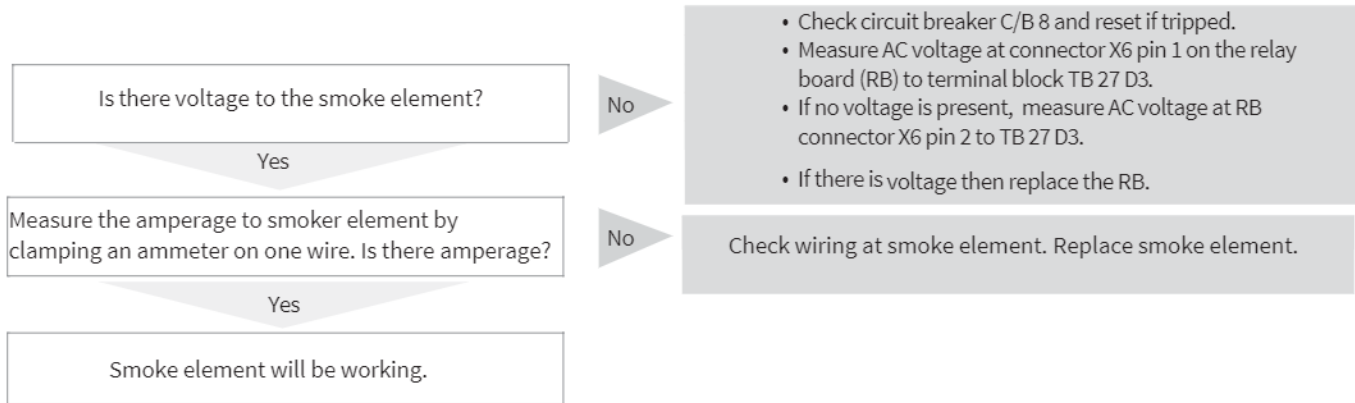 Is there voltage to the smoke element?
No
• Check circuit breaker C/B 8 and reset if tripped.
• Measure AC voltage at connector X6 pin 1 on the relay
board (RB) to terminal block TB 27 D3.
• If no voltage is present, measure AC voltage at RB
connector X6 pin 2 to TB 27 D3.
• If there is voltage then replace the RB.
Yes
Measure the amperage to smoker element by
clamping an ammeter on one wire. Is there amperage?
No
Check wiring at smoke element. Replace smoke element.
Yes
Smoke element will be working.